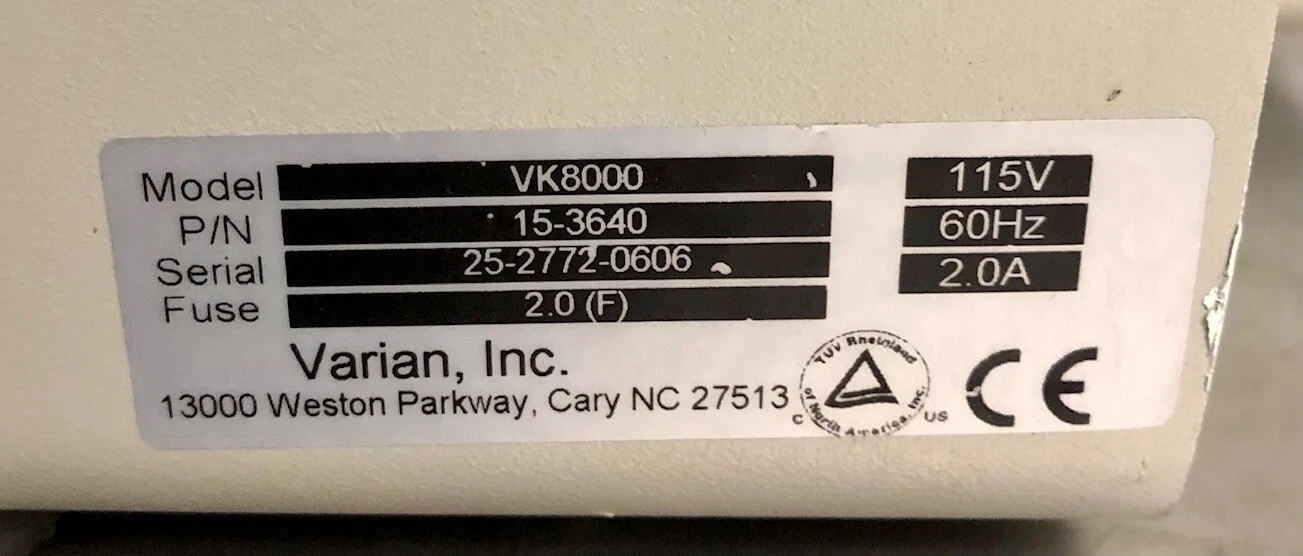 Model VK8000 115V
P/N 15-3640 60Hz
Serial 25-2772-0606 2.0A
Fuse 2.0 (F)
Varian, Inc.
13000 Weston Parkway, Cary NC 27513
TUV Rheinland
of North America, Inc.
C US
CE